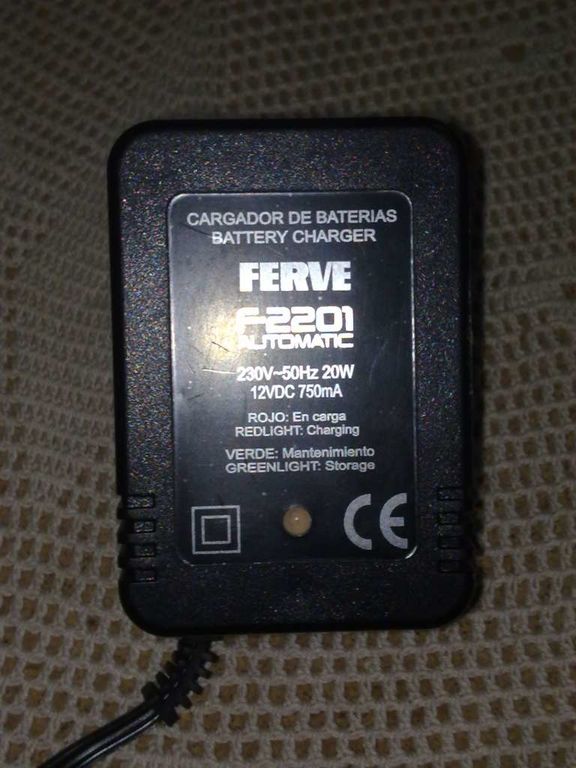 CARGADOR DE BATERIAS
BATTERY CHARGER
FERVE
F2201
AUTOMATIC
230V~50Hz 20W
12VDC 750mA
ROJO: En carga
REDLIGHT: Charging
VERDE: Mantenimiento
GREENLIGHT: Storage
CE